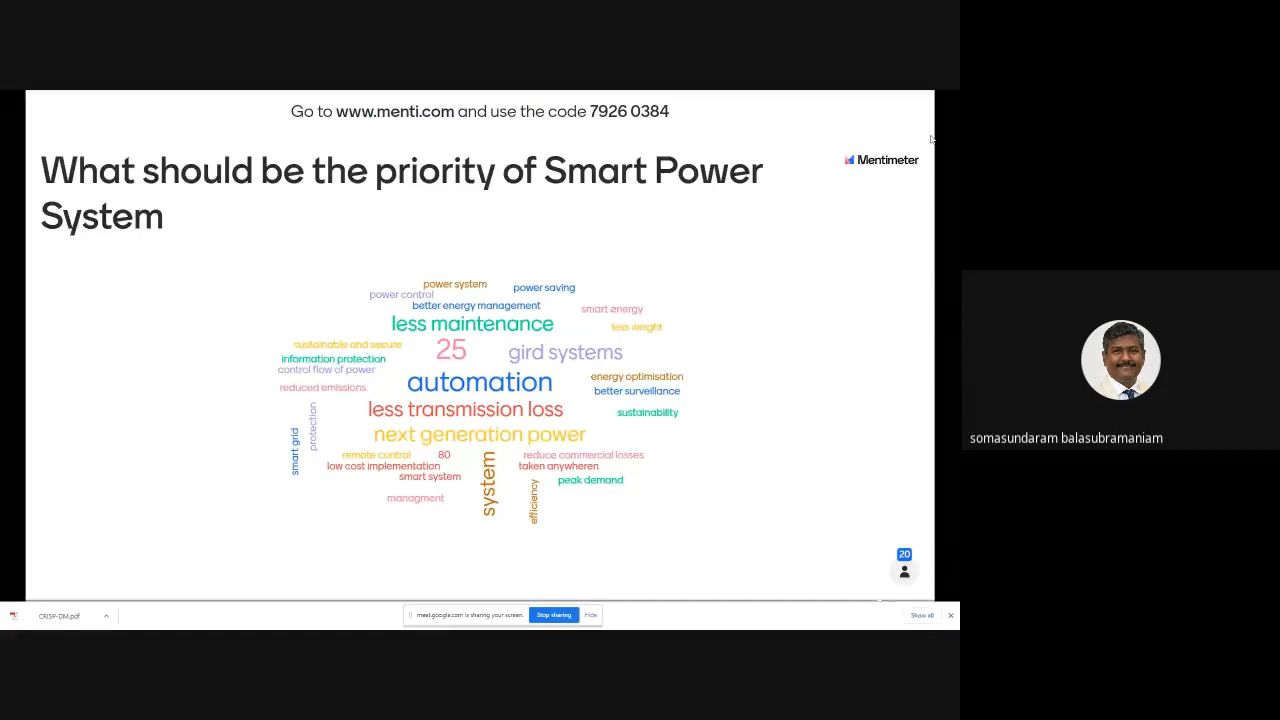 Go to www.menti.com and use the code 7926 0384
Mentimeter
What should be the priority of Smart Power
System
power system
power saving
power control
better energy management
smart energy
less maintenance
less weight
sustainable and secure
25
gird systems
information protection
control flow of power
automation
energy optimisation
reduced emissions
better surveillance
less transmission loss
sustainability
protection
next generation power
smart grid
remote control
80
system
reduce commercial losses
low cost implementation
taken anywheren
smart system
efficiency
peak demand
managment
20
somasundaram balasubramaniam
CRISP-DM.pdf
meet.google.com is sharing your screen.
Stop sharing
Hide
Show all